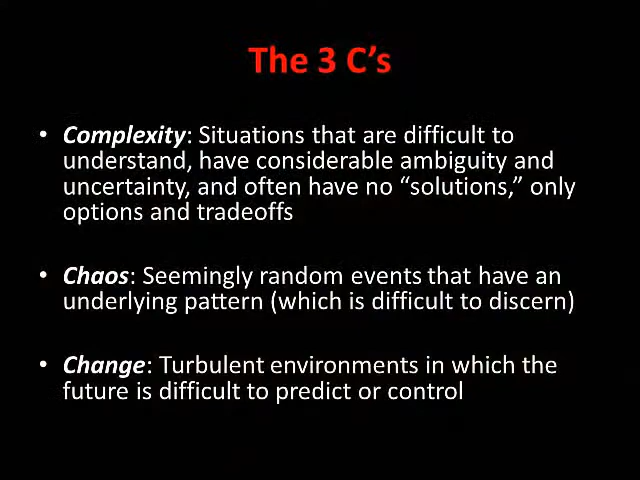 The 3 C’s
• Complexity: Situations that are difficult to
understand, have considerable ambiguity and
uncertainty, and often have no “solutions,” only
options and tradeoffs
• Chaos: Seemingly random events that have an
underlying pattern (which is difficult to discern)
• Change: Turbulent environments in which the
future is difficult to predict or control